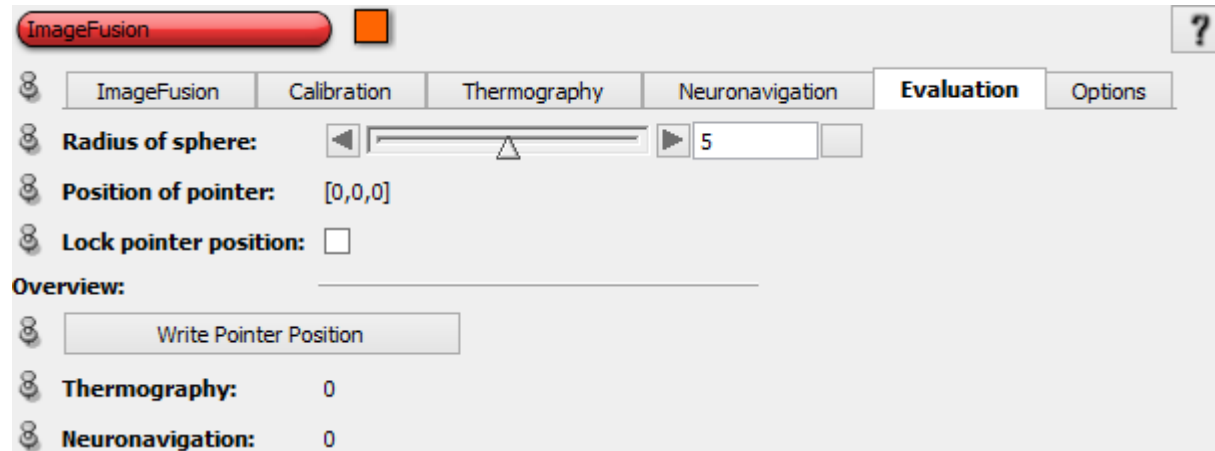 ImageFusion
?
ImageFusion Calibration Thermography Neuronavigation Evaluation Options
Radius of sphere: 5
Position of pointer: [0,0,0]
Lock pointer position:
Overview:
Write Pointer Position
Thermography: 0
Neuronavigation: 0